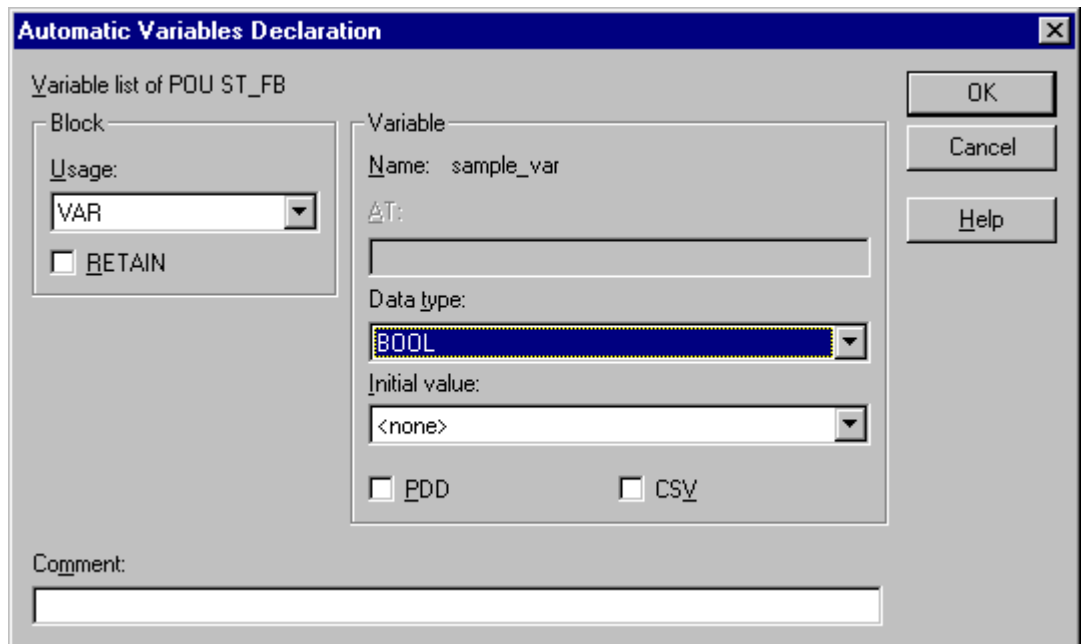 Automatic Variables Declaration
Variable list of POU ST_FB
OK
Block
Variable
Cancel
Usage:
Name: sample_var
VAR
AT:
Help
RETAIN
Data type:
BOOL
Initial value:
<none>
PDD
CSV
Comment: